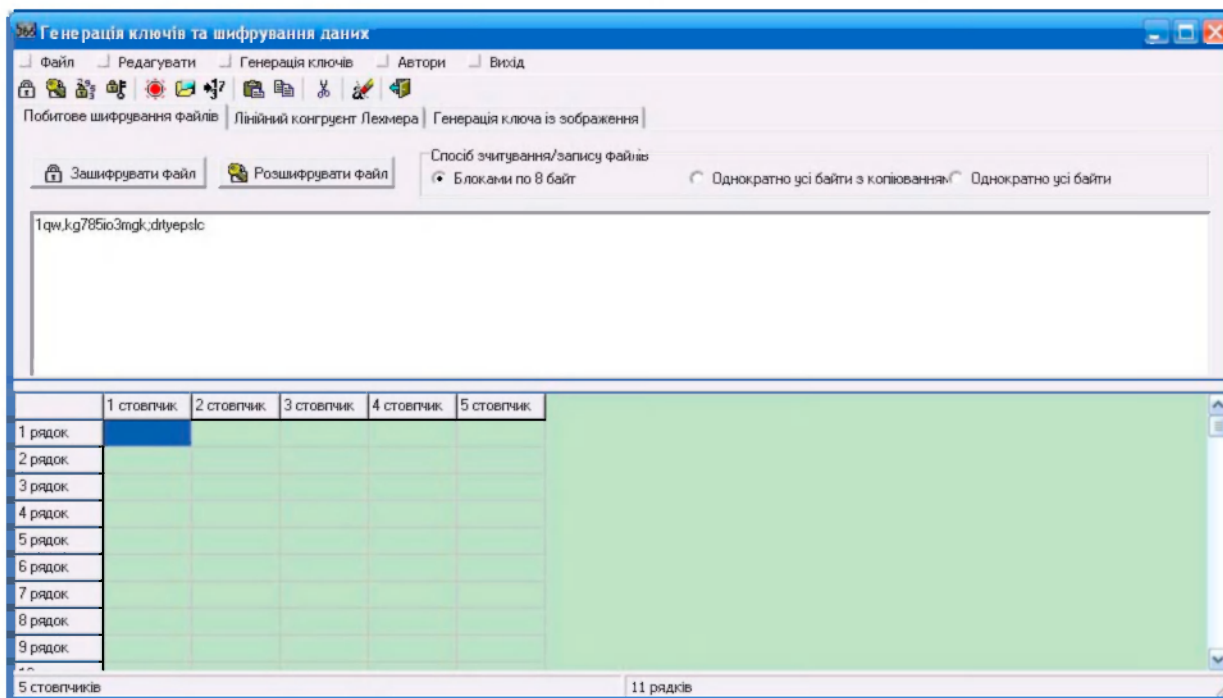 Генерація ключів та шифрування даних
Файл Редагувати Генерація ключів Автори Вихід
Побитове шифрування файлів Лінійний конгруент Лехмера Генерація ключа із зображення
Спосіб зчитування/запису файлів
Зашифрувати файл Розшифрувати файл Блоками по 8 байт Однократно усі байти з копіюванням Однократно усі байти
1qw,kg785io3mgk;drtyepslc
1 стовпчик 2 стовпчик 3 стовпчик 4 стовпчик 5 стовпчик
1 рядок
2 рядок
3 рядок
4 рядок
5 рядок
6 рядок
7 рядок
8 рядок
9 рядок
5 стовпчиків 11 рядків